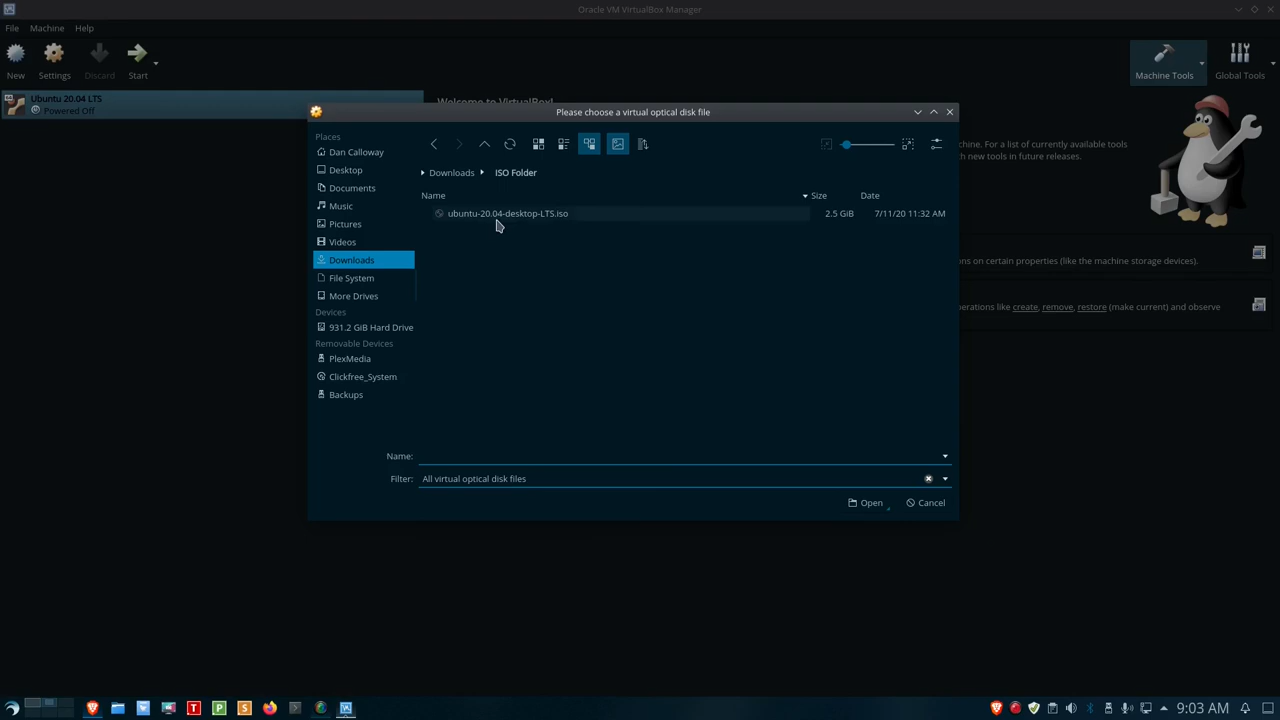 Oracle VM VirtualBox Manager
File Machine Help
New Settings Discard Start Machine Tools Global Tools
Ubuntu 20.04 LTS
Powered Off
Welcome to VirtualBox!
Please choose a virtual optical disk file
Places
Dan Calloway
Desktop
Documents
Music
Pictures
Videos
Downloads
File System
More Drives
Devices
931.2 GiB Hard Drive
Removable Devices
PlexMedia
Clickfree_System
Backups
Downloads ISO Folder
Name Size Date
ubuntu-20.04-desktop-LTS.iso 2.5 GiB 7/11/20 11:32 AM
Name:
Filter: All virtual optical disk files
Open Cancel
achine. For a list of currently available tools
th new tools in future releases.
ons on certain properties (like the machine storage devices).
perations like create, remove, restore (make current) and observe
T P S 9:03 AM